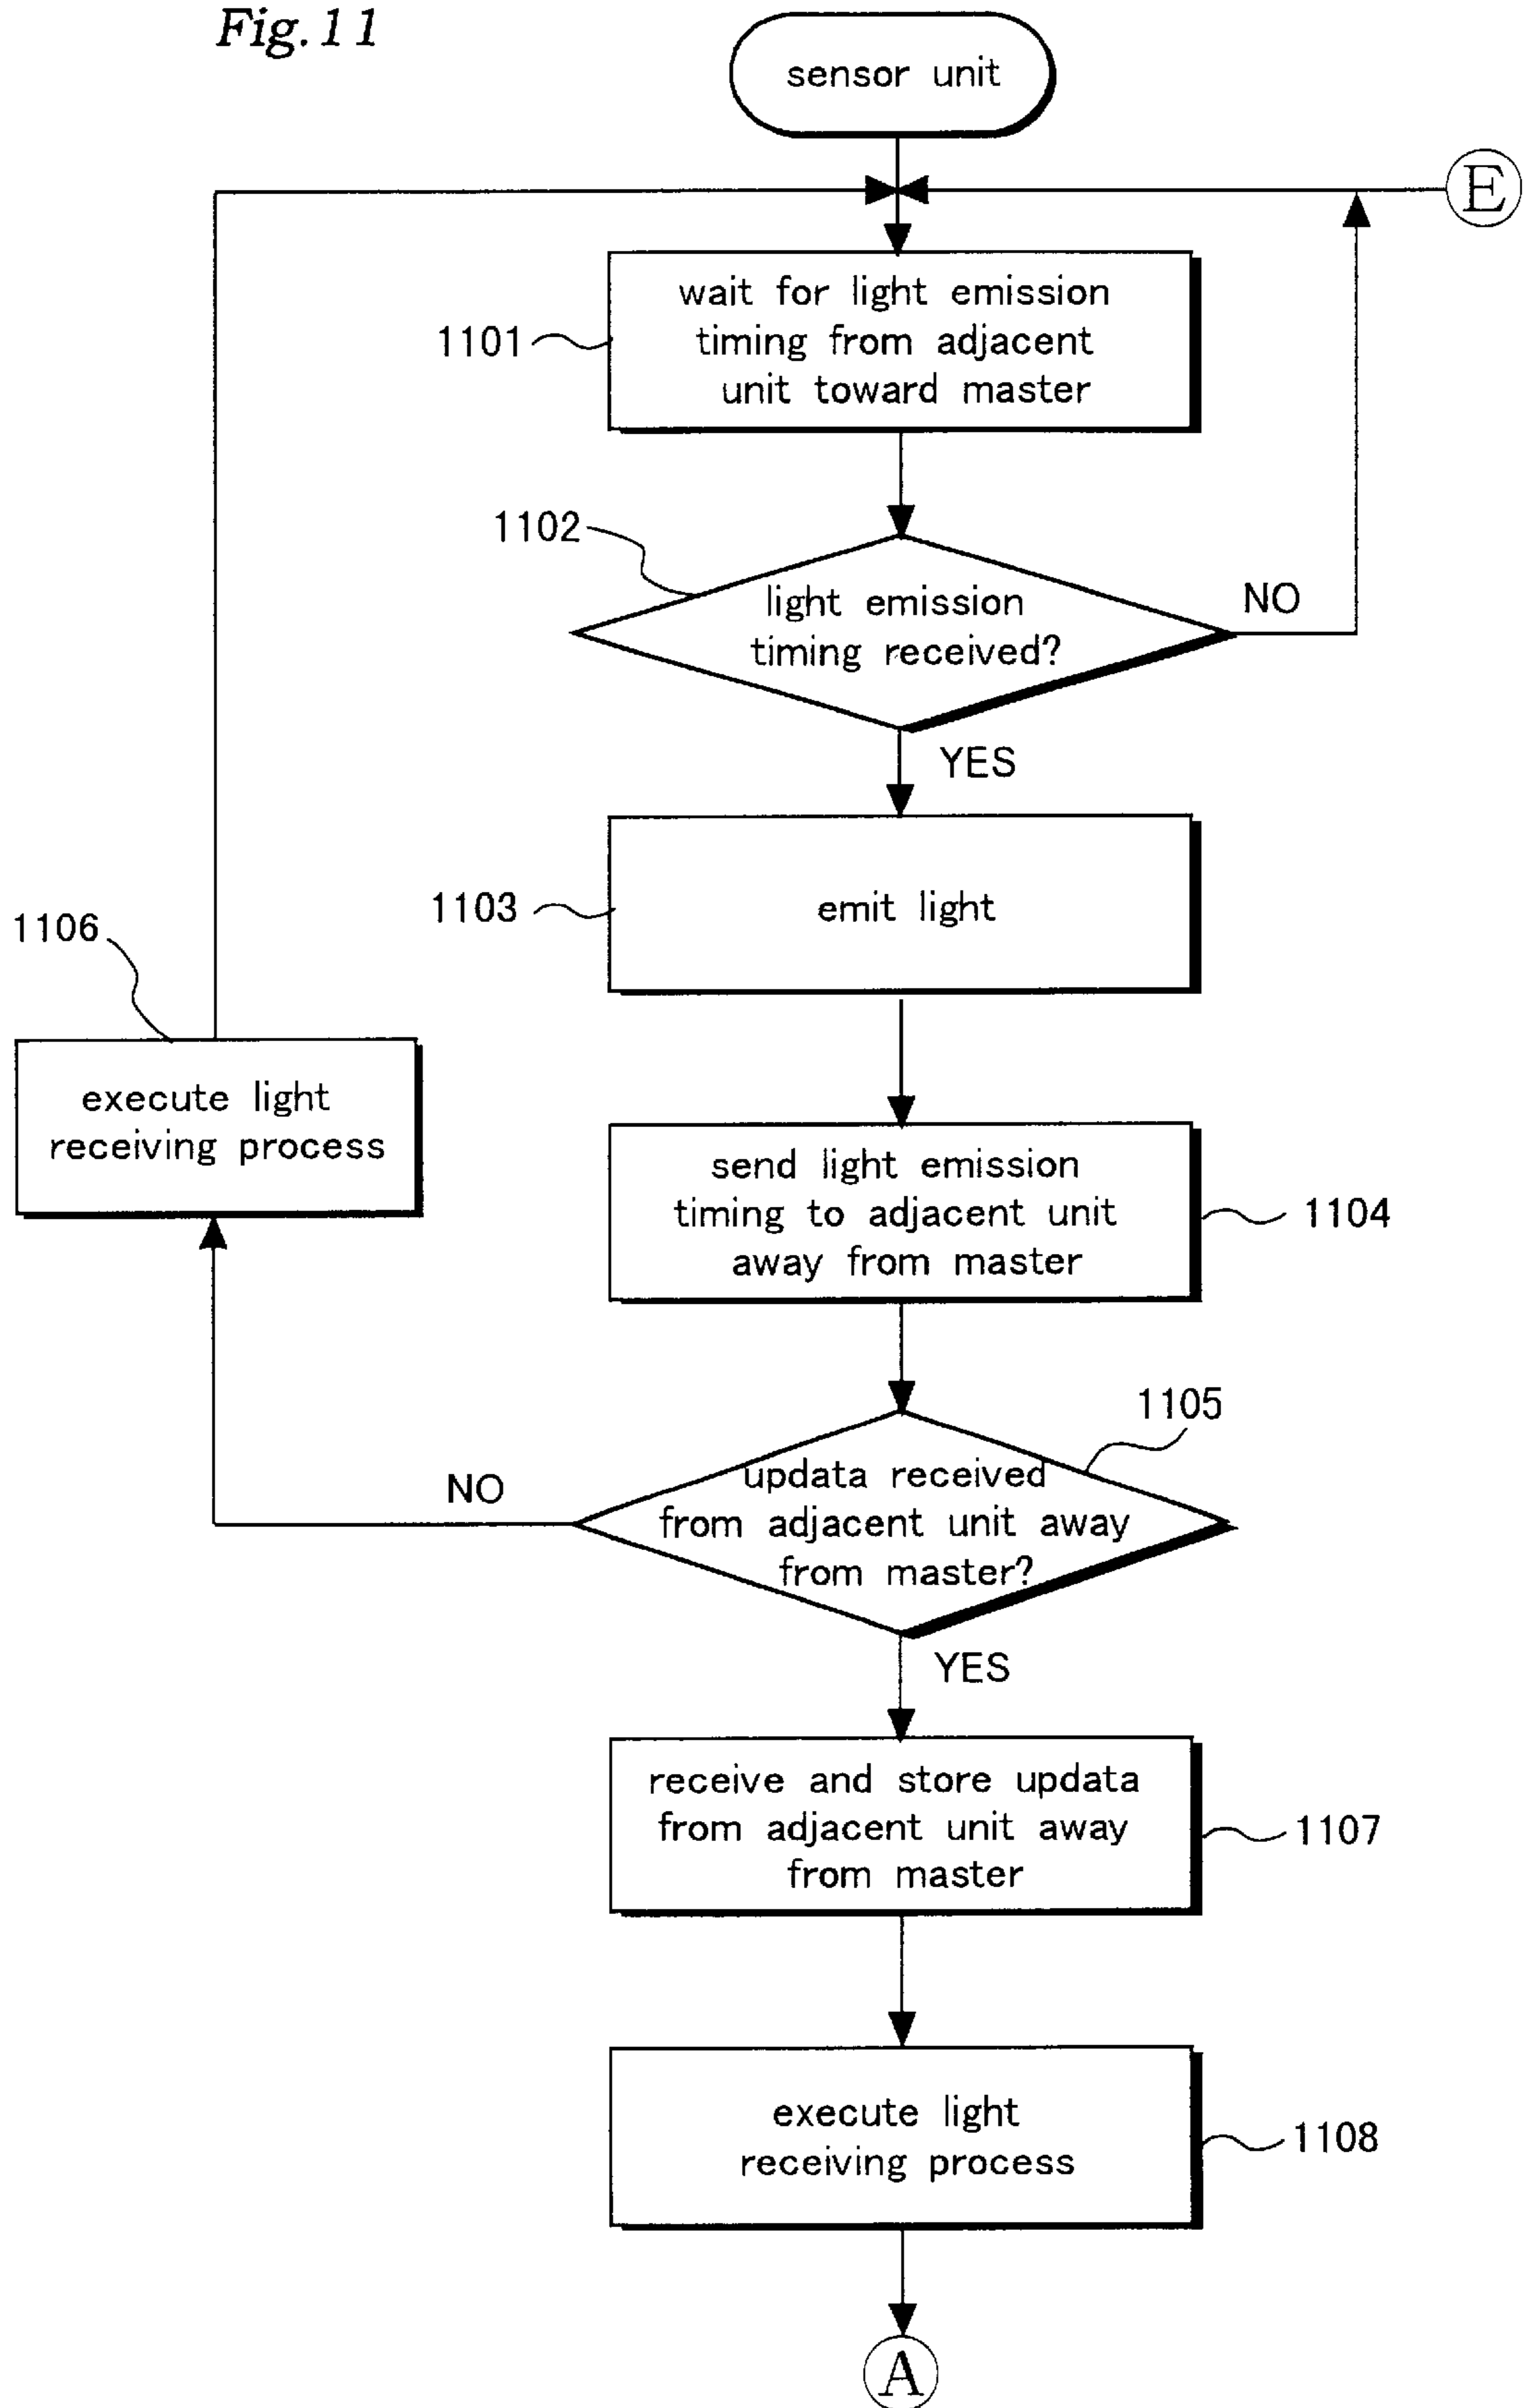 Fig. 11
sensor unit
E
wait for light emission
timing from adjacent
unit toward master
1101
1102
light emission
timing received?
NO
YES
1103
emit light
1106
execute light
receiving process
send light emission
timing to adjacent unit
away from master
1104
1105
updata received
from adjacent unit away
from master?
NO
YES
receive and store updata
from adjacent unit away
from master
1107
execute light
receiving process
1108
A